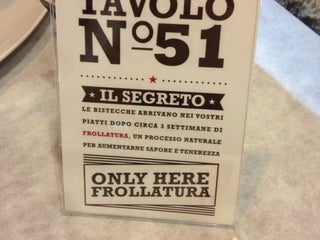 TAVOLO
Nº51
IL SEGRETO
LE BISTECCHE ARRIVANO NEI VOSTRI
PIATTI DOPO CIRCA 3 SETTIMANE DI
FROLLATURA, UN PROCESSO NATURALE
PER AUMENTARNE SAPORE E TENEREZZA
ONLY HERE
FROLLATURA